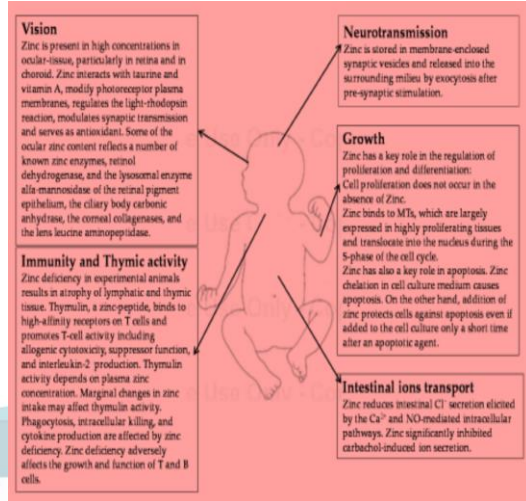 Vision
Zinc is present in high concentrations in
ocular-tissue, particularly in retina and in
choroid. Zinc interacts with taurine and
vitamin A, modify photoreceptor plasma
membranes, regulates the light-rhodopsin
reaction, modulates synaptic transmission
and serves as antioxidant. Some of the
ocular zinc content reflects a number of
known zinc enzymes, retinol
dehydrogenase, and the lysosomal enzyme
alfa-mannosidase of the retinal pigment
epithelium, the ciliary body carbonic
anhydrase, the corneal collagenases, and
the lens leucine aminopeptidase.
Immunity and Thymic activity
Zinc deficiency in experimental animals
results in atrophy of lymphatic and thymic
tissue. Thymulin, a zinc-peptide, binds to
high-affinity receptors on T cells and
promotes T-cell activity including
allogenic cytotoxicity, suppressor function,
and interleukin-2 production. Thymulin
activity depends on plasma zinc
concentration. Marginal changes in zinc
intake may affect thymulin activity.
Phagocytosis, intracellular killing, and
cytokine production are affected by zinc
deficiency. Zinc deficiency adversely
affects the growth and function of T and B
cells.
Neurotransmission
Zinc is stored in membrane-enclosed
synaptic vesicles and released into the
surrounding milieu by exocytosis after
pre-synaptic stimulation.
Growth
Zinc has a key role in the regulation of
proliferation and differentiation:
Cell proliferation does not occur in the
absence of Zinc.
Zinc binds to MTs, which are largely
expressed in highly proliferating tissues
and translocate into the nucleus during the
S-phase of the cell cycle.
Zinc has also a key role in apoptosis. Zinc
chelation in cell culture medium causes
apoptosis. On the other hand, addition of
zinc protects cells against apoptosis even if
added to the cell culture only a short time
after an apoptotic agent.
Intestinal ions transport
Zinc reduces intestinal Cl⁻ secretion elicited
by the Ca²⁺ and NO-mediated intracellular
pathways. Zinc significantly inhibited
carbachol-induced ion secretion.